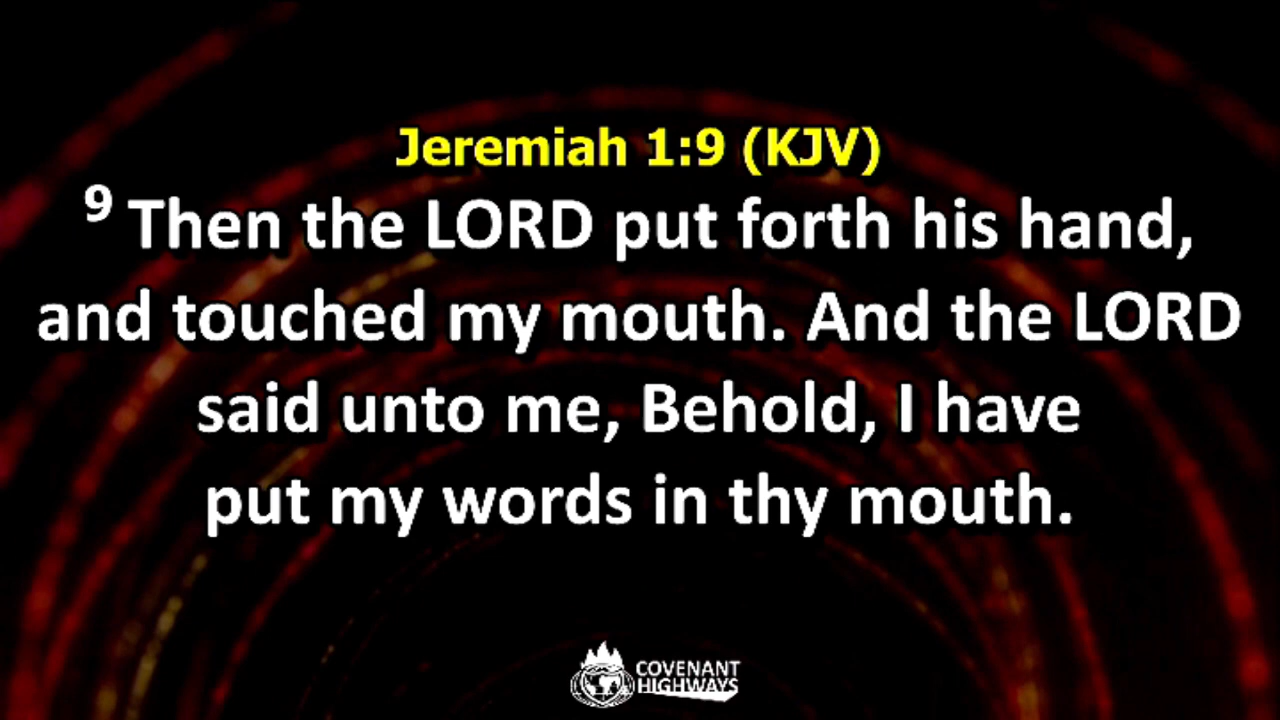 Jeremiah 1:9 (KJV)
9 Then the LORD put forth his hand,
and touched my mouth. And the LORD
said unto me, Behold, I have
put my words in thy mouth.
COVENANT
HIGHWAYS